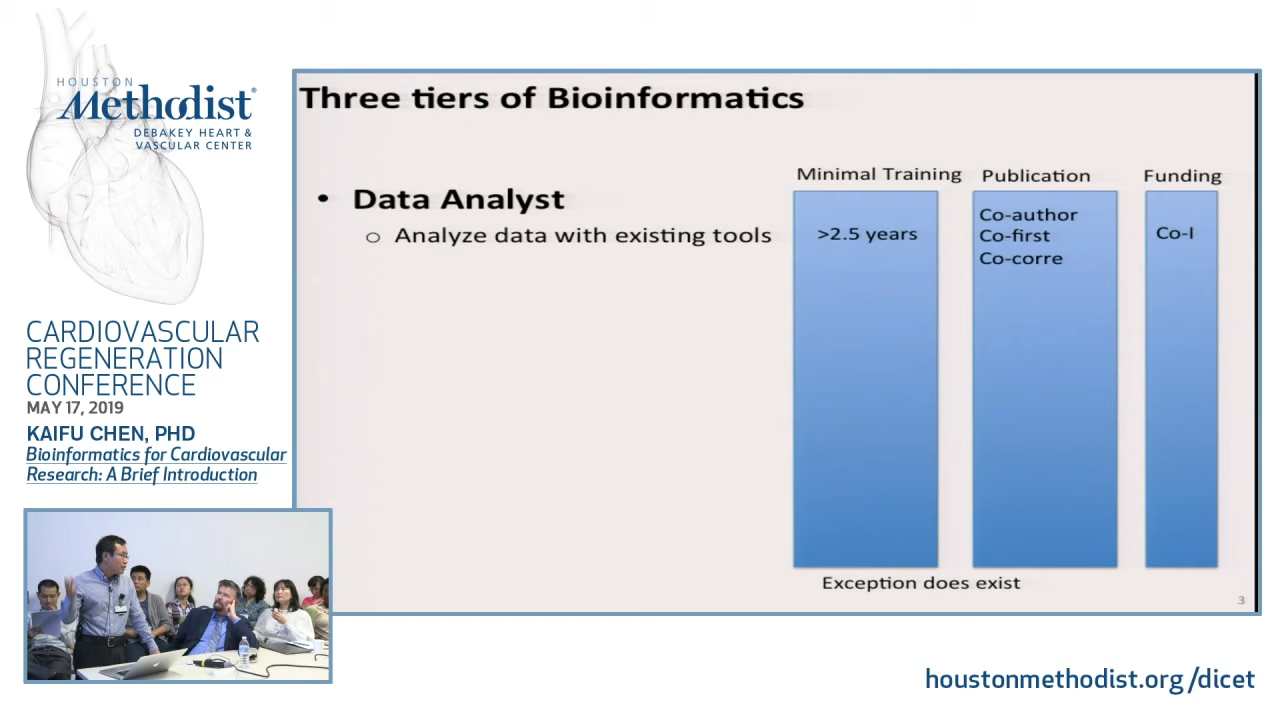 HOUSTON
Methodist®
DEBAKEY HEART &
VASCULAR CENTER
CARDIOVASCULAR
REGENERATION
CONFERENCE
MAY 17, 2019
KAIFU CHEN, PHD
Bioinformatics for Cardiovascular
Research: A Brief Introduction
Three tiers of Bioinformatics
• Data Analyst
o Analyze data with existing tools
Minimal Training
>2.5 years
Publication
Co-author
Co-first
Co-corre
Funding
Co-I
Exception does exist
3
houstonmethodist.org/dicet